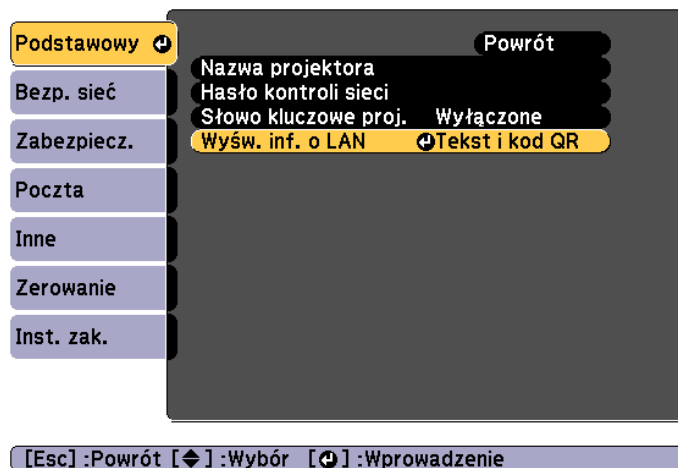 Podstawowy
Bezp. sieć
Zabezpiecz.
Poczta
Inne
Zerowanie
Inst. zak.
Powrót
Nazwa projektora
Hasło kontroli sieci
Słowo kluczowe proj. Wyłączone
Wyśw. inf. o LAN Tekst i kod QR
[Esc] :Powrót [◆] :Wybór [⏎] :Wprowadzenie